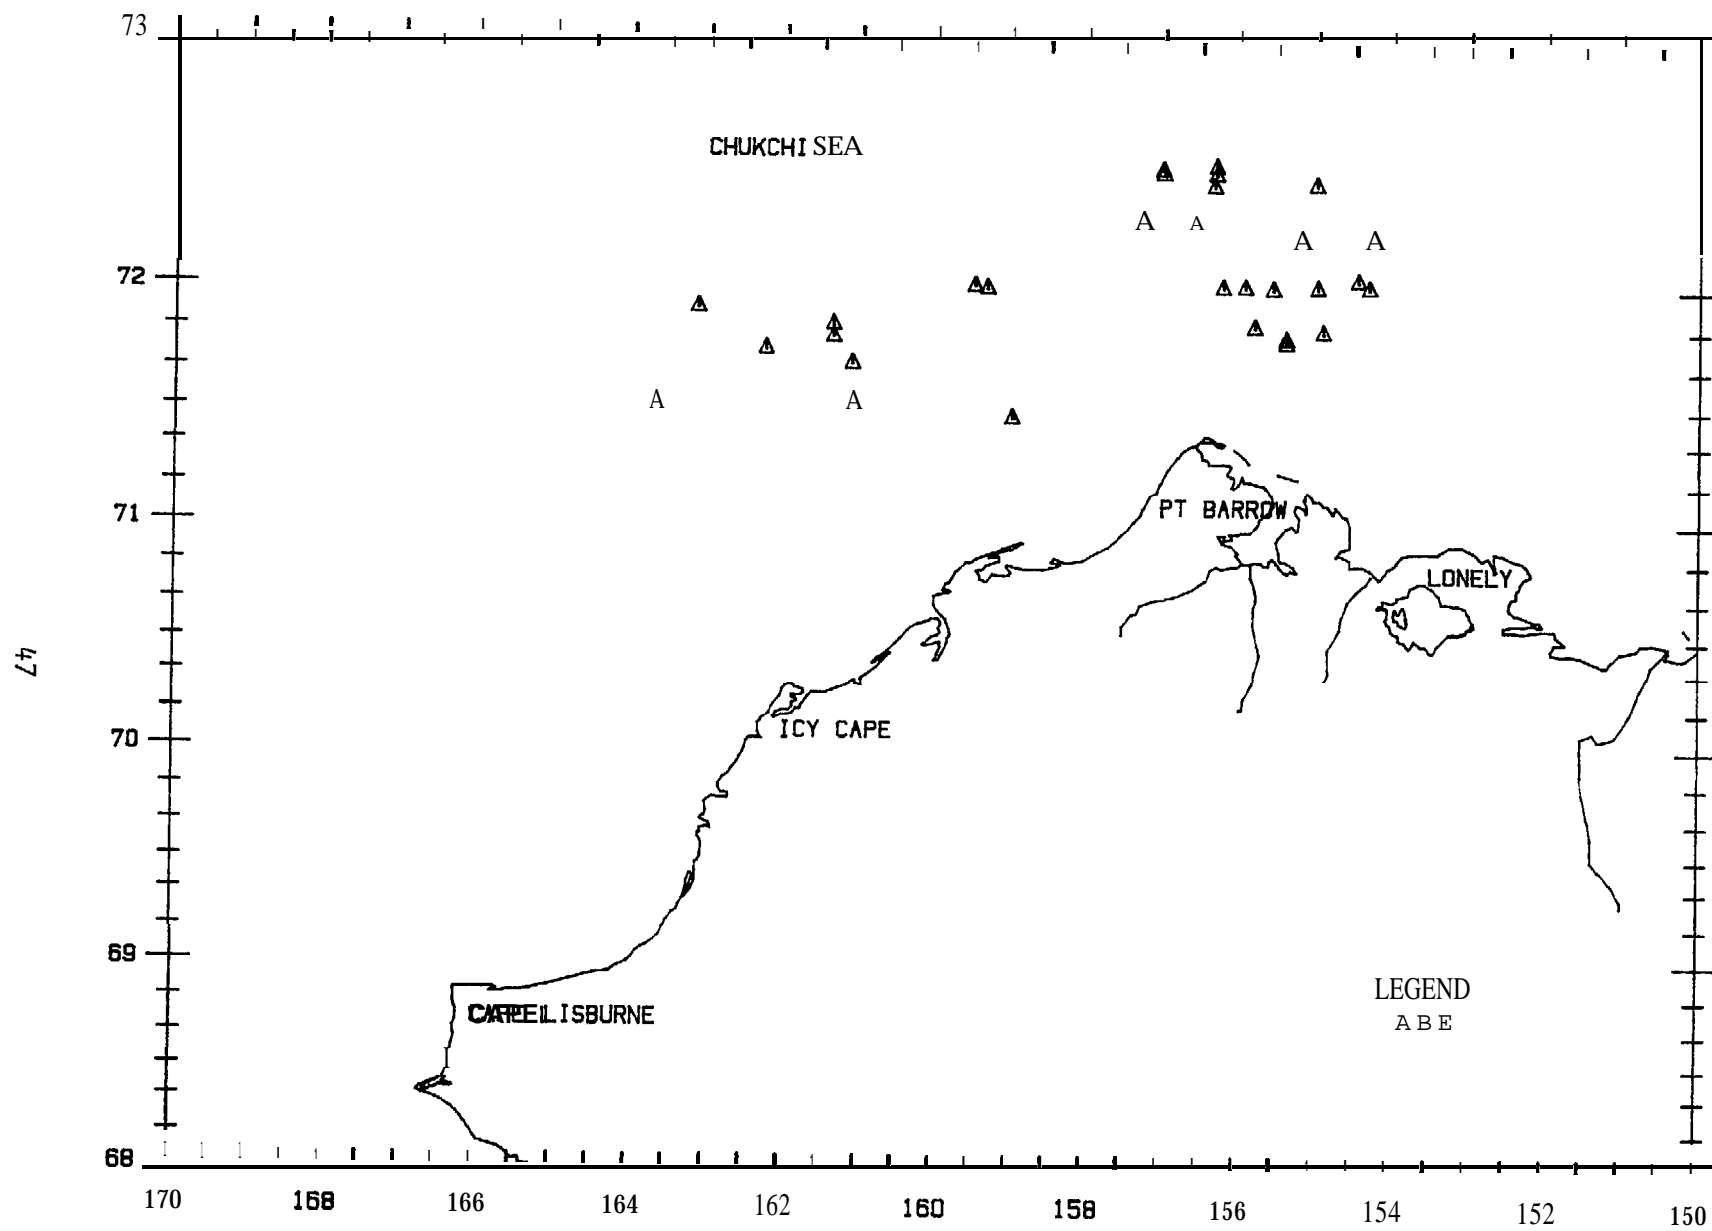 73
CHUKCHI SEA
A A
A A
72
A A
71
PT BARROW
LONELY
47
ICY CAPE
70
69
LEGEND
A B E
LISBURNE
68
170 168 166 164 162 160 158 156 154 152 150